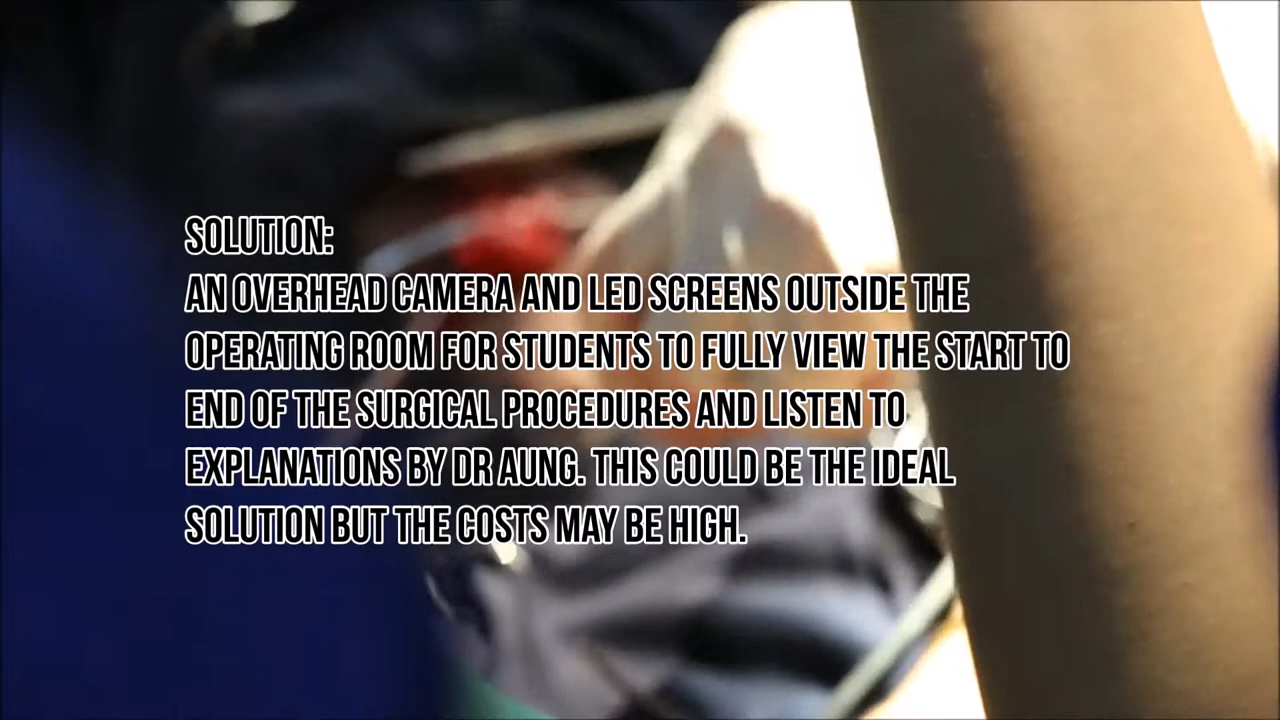 SOLUTION:
AN OVERHEAD CAMERA AND LED SCREENS OUTSIDE THE
OPERATING ROOM FOR STUDENTS TO FULLY VIEW THE START TO
END OF THE SURGICAL PROCEDURES AND LISTEN TO
EXPLANATIONS BY DR AUNG. THIS COULD BE THE IDEAL
SOLUTION BUT THE COSTS MAY BE HIGH.